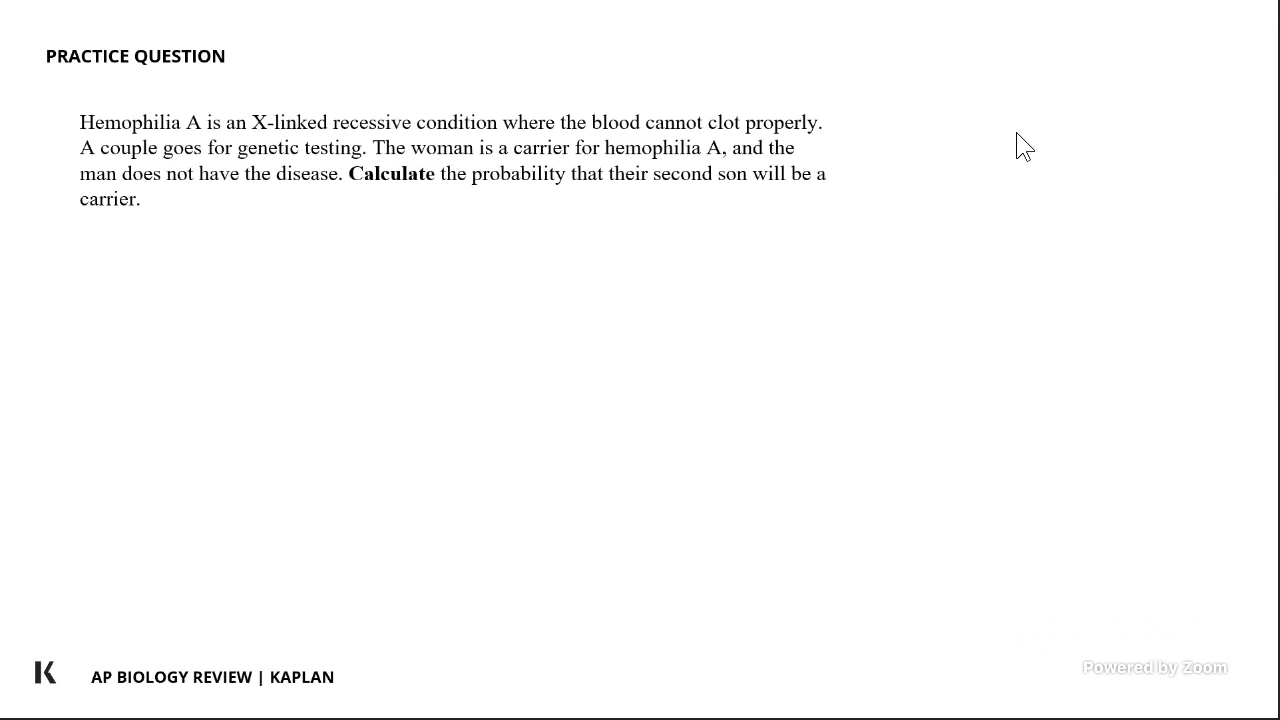 PRACTICE QUESTION
Hemophilia A is an X-linked recessive condition where the blood cannot clot properly.
A couple goes for genetic testing. The woman is a carrier for hemophilia A, and the
man does not have the disease. Calculate the probability that their second son will be a
carrier.
K AP BIOLOGY REVIEW | KAPLAN
Powered by Zoom